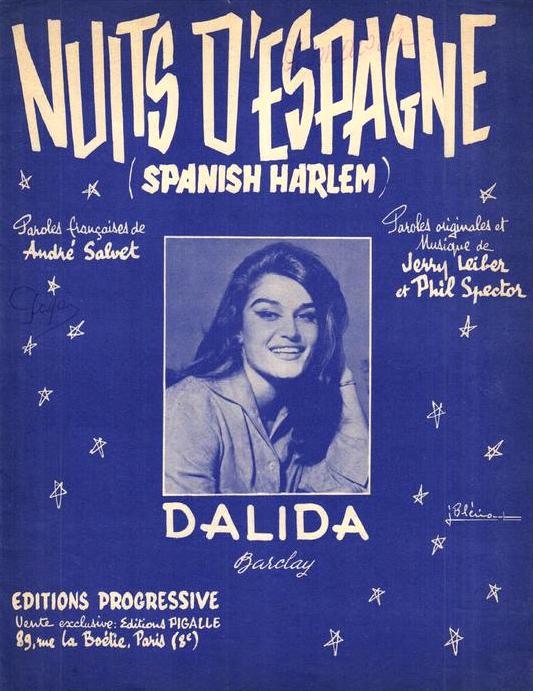 NUITS D'ESPAGNE
(SPANISH HARLEM)
Paroles françaises de
André Salvet
Paroles originales et
Musique de
Jerry Leiber
et Phil Spector
DALIDA
Barclay
EDITIONS PROGRESSIVE
Vente exclusive: Editions PIGALLE
89, rue La Boétie, Paris (8e)